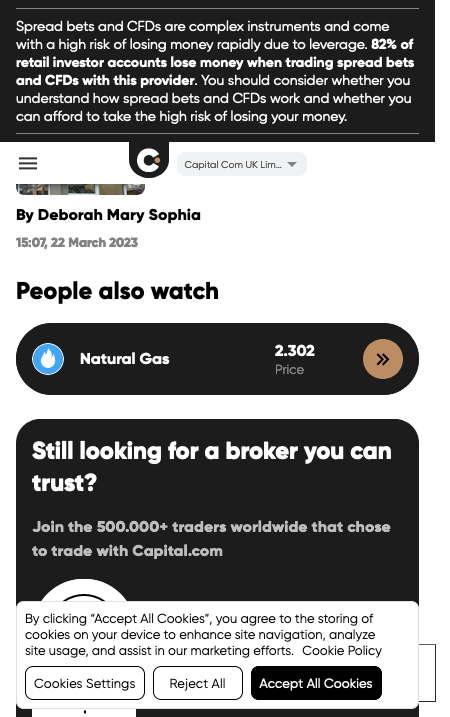 Spread bets and CFDs are complex instruments and come
with a high risk of losing money rapidly due to leverage. 82% of
retail investor accounts lose money when trading spread bets
and CFDs with this provider. You should consider whether you
understand how spread bets and CFDs work and whether you
can afford to take the high risk of losing your money.
Capital Com UK Lim...
By Deborah Mary Sophia
15:07, 22 March 2023
People also watch
Natural Gas
2.302
Price
Still looking for a broker you can
trust?
Join the 500.000+ traders worldwide that chose
to trade with Capital.com
By clicking “Accept All Cookies”, you agree to the storing of
cookies on your device to enhance site navigation, analyze
site usage, and assist in our marketing efforts. Cookie Policy
Cookies Settings
Reject All
Accept All Cookies